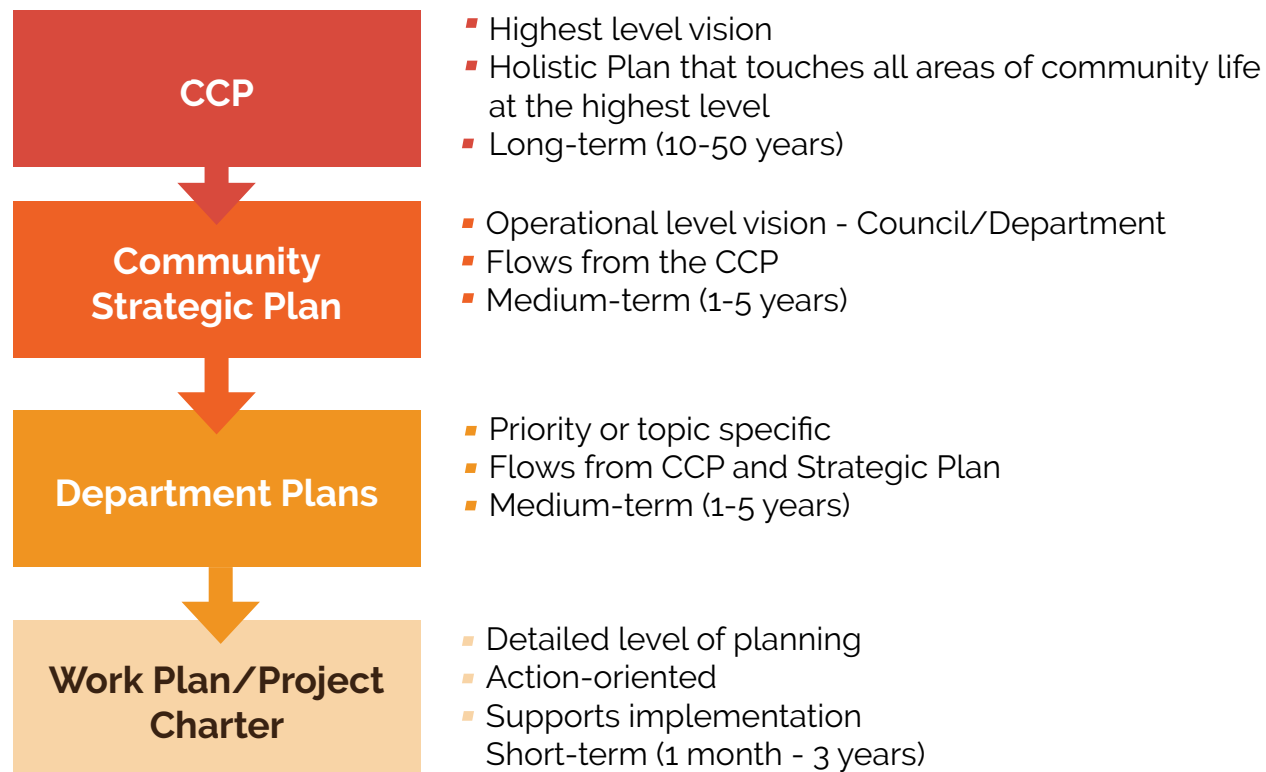 CCP
▪ Highest level vision
▪ Holistic Plan that touches all areas of community life
at the highest level
▪ Long-term (10-50 years)
Community
Strategic Plan
▪ Operational level vision - Council/Department
▪ Flows from the CCP
▪ Medium-term (1-5 years)
Department Plans
▪ Priority or topic specific
▪ Flows from CCP and Strategic Plan
▪ Medium-term (1-5 years)
Work Plan/Project
Charter
▪ Detailed level of planning
▪ Action-oriented
▪ Supports implementation
Short-term (1 month - 3 years)